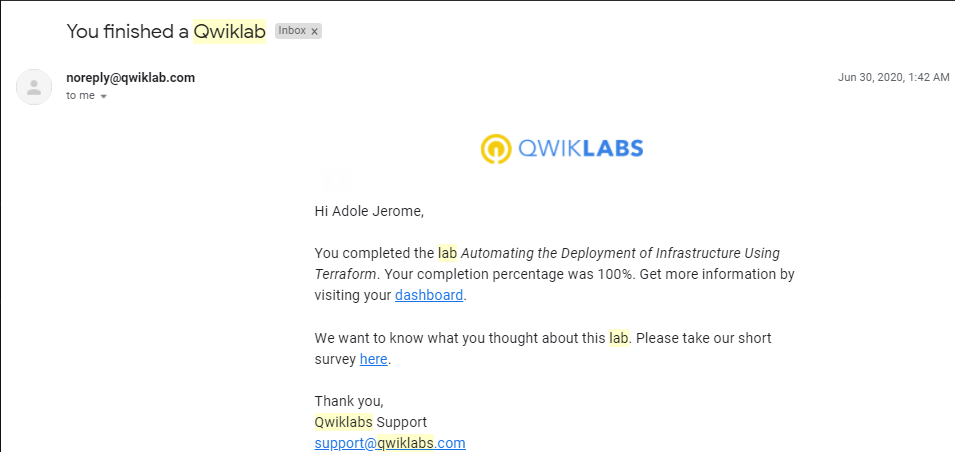 You finished a Qwiklab Inbox x
noreply@qwiklab.com Jun 30, 2020, 1:42 AM
to me
QWIKLABS
Hi Adole Jerome,
You completed the lab Automating the Deployment of Infrastructure Using
Terraform. Your completion percentage was 100%. Get more information by
visiting your dashboard.
We want to know what you thought about this lab. Please take our short
survey here.
Thank you,
Qwiklabs Support
support@qwiklabs.com